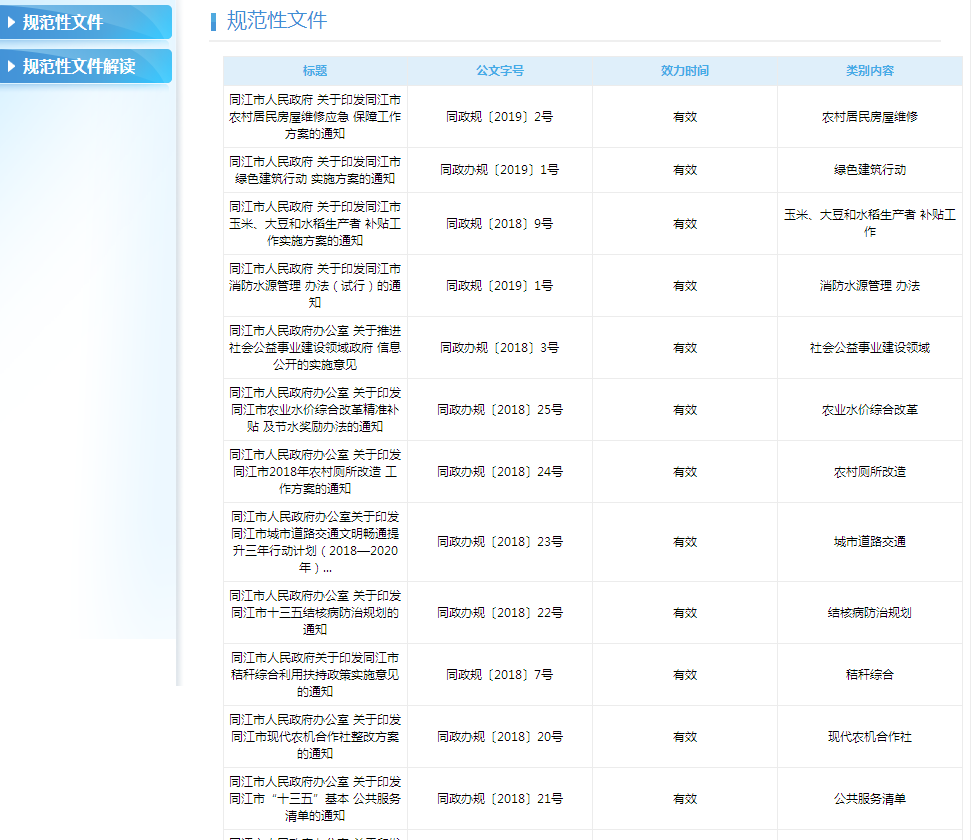 规范性文件
规范性文件解读
规范性文件
标题
公文字号
效力时间
类别内容
同江市人民政府 关于印发同江市
农村居民房屋维修应急 保障工作
方案的通知
同政规〔2019〕2号
有效
农村居民房屋维修
同江市人民政府 关于印发同江市
绿色建筑行动 实施方案的通知
同政办规〔2019〕1号
有效
绿色建筑行动
同江市人民政府 关于印发同江市
玉米、大豆和水稻生产者 补贴工
作实施方案的通知
同政规〔2018〕9号
有效
玉米、大豆和水稻生产者 补贴工
作
同江市人民政府 关于印发同江市
消防水源管理 办法（试行）的通
知
同政规〔2019〕1号
有效
消防水源管理 办法
同江市人民政府办公室 关于推进
社会公益事业建设领域政府 信息
公开的实施意见
同政办规〔2018〕3号
有效
社会公益事业建设领域
同江市人民政府办公室 关于印发
同江市农业水价综合改革精准补
贴 及节水奖励办法的通知
同政办规〔2018〕25号
有效
农业水价综合改革
同江市人民政府办公室 关于印发
同江市2018年农村厕所改造 工
作方案的通知
同政办规〔2018〕24号
有效
农村厕所改造
同江市人民政府办公室关于印发
同江市城市道路交通文明畅通提
升三年行动计划（2018—2020
年）...
同政办规〔2018〕23号
有效
城市道路交通
同江市人民政府办公室 关于印发
同江市十三五结核病防治规划的
通知
同政办规〔2018〕22号
有效
结核病防治规划
同江市人民政府关于印发同江市
秸秆综合利用扶持政策实施意见
的通知
同政规〔2018〕7号
有效
秸秆综合
同江市人民政府办公室 关于印发
同江市现代农机合作社整改方案
的通知
同政办规〔2018〕20号
有效
现代农机合作社
同江市人民政府办公室 关于印发
同江市“十三五”基本 公共服务
清单的通知
同政办规〔2018〕21号
有效
公共服务清单